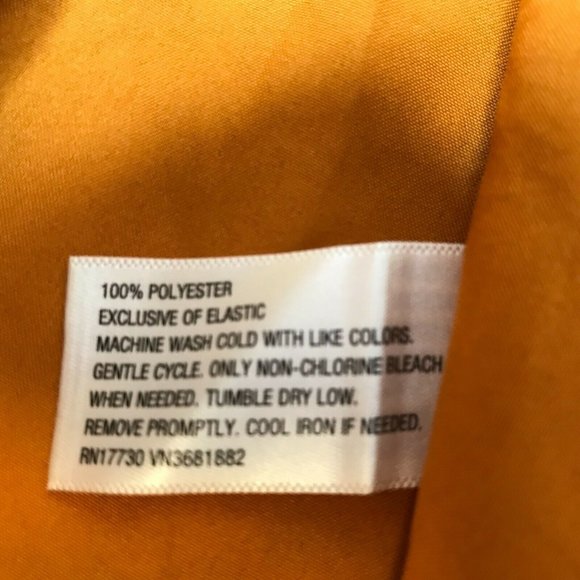 100% POLYESTER
EXCLUSIVE OF ELASTIC
MACHINE WASH COLD WITH LIKE COLORS.
GENTLE CYCLE. ONLY NON-CHLORINE BLEACH
WHEN NEEDED. TUMBLE DRY LOW.
REMOVE PROMPTLY. COOL IRON IF NEEDED.
RN17730 VN3681882